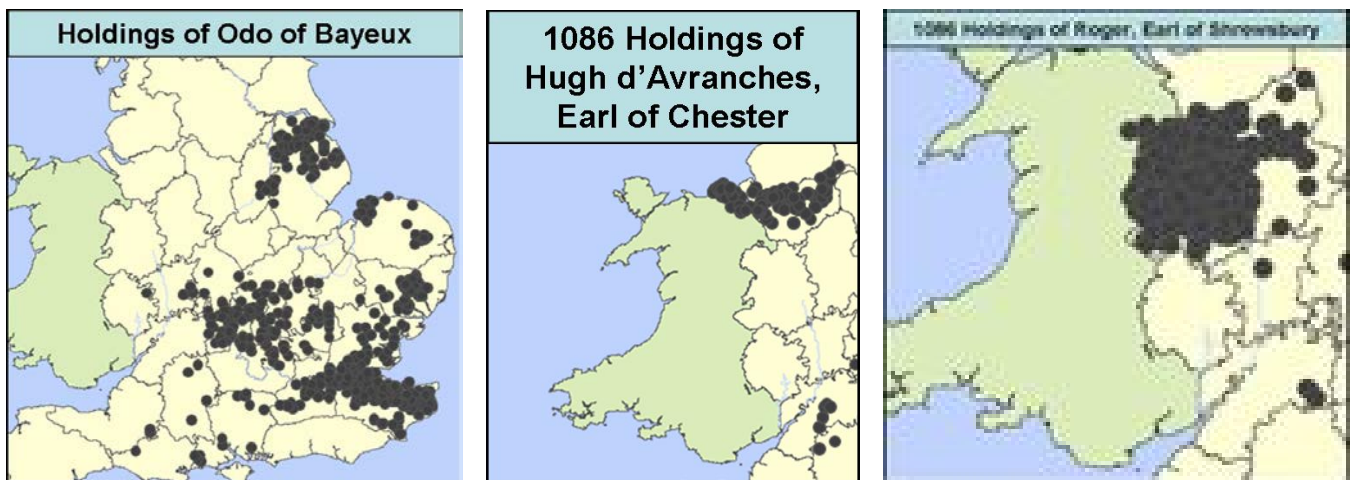 Holdings of Odo of Bayeux
1086 Holdings of
Hugh d’Avranches,
Earl of Chester
1086 Holdings of Roger, Earl of Shrewsbury